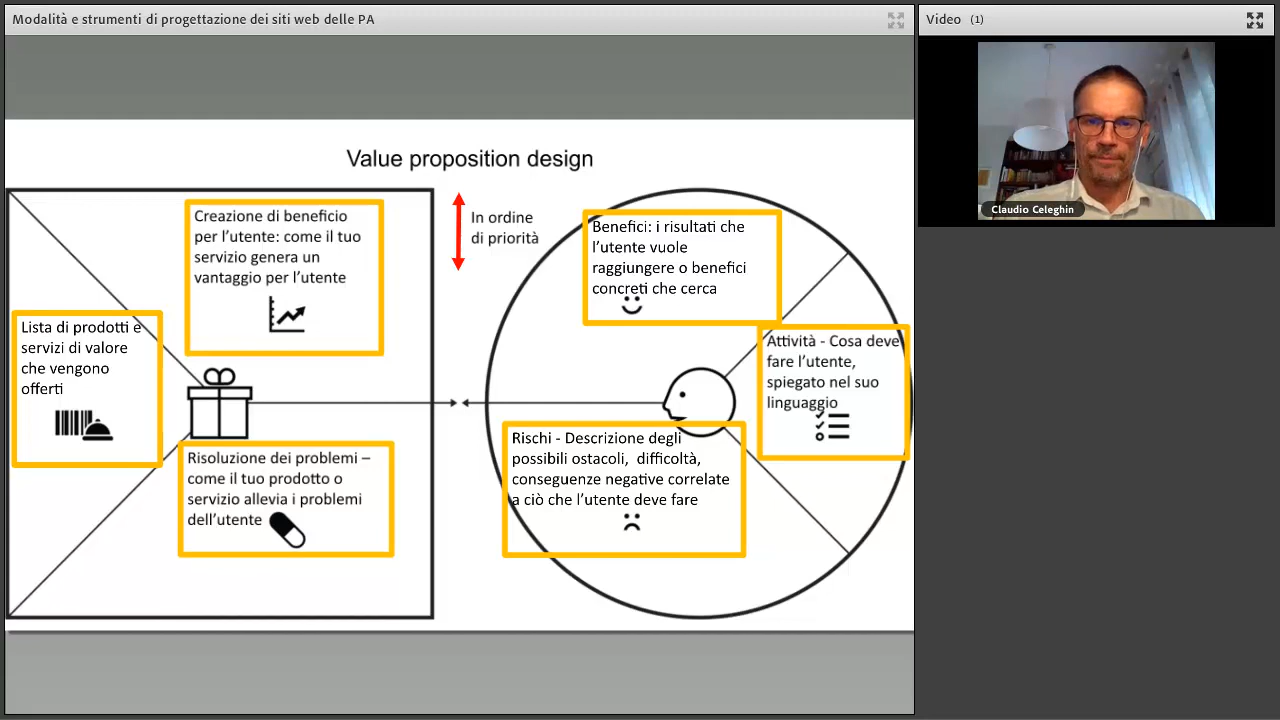 Modalità e strumenti di progettazione dei siti web delle PA
Video (1)
Claudio Celeghin
Value proposition design
Creazione di beneficio
per l'utente: come il tuo
servizio genera un
vantaggio per l'utente
In ordine
di priorità
Benefici: i risultati che
l'utente vuole
raggiungere o benefici
concreti che cerca
Lista di prodotti e
servizi di valore
che vengono
offerti
Attività - Cosa deve
fare l'utente,
spiegato nel suo
linguaggio
Risoluzione dei problemi –
come il tuo prodotto o
servizio allevia i problemi
dell'utente
Rischi - Descrizione degli
possibili ostacoli, difficoltà,
conseguenze negative correlate
a ciò che l'utente deve fare